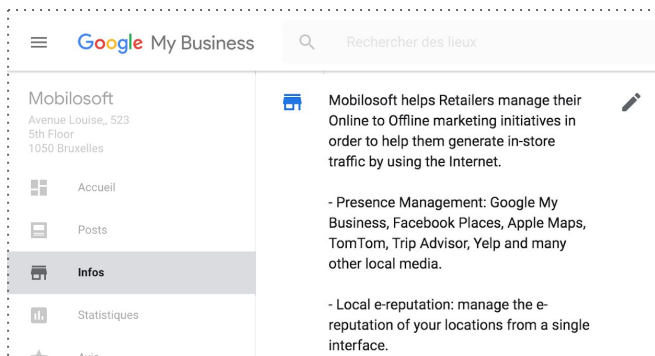 Google My Business
Rechercher des lieux
Mobilosoft
Avenue Louise,, 523
5th Floor
1050 Bruxelles
Accueil
Posts
Infos
Statistiques
Avis
Mobilosoft helps Retailers manage their
Online to Offline marketing initiatives in
order to help them generate in-store
traffic by using the Internet.
- Presence Management: Google My
Business, Facebook Places, Apple Maps,
TomTom, Trip Advisor, Yelp and many
other local media.
- Local e-reputation: manage the e-
reputation of your locations from a single
interface.